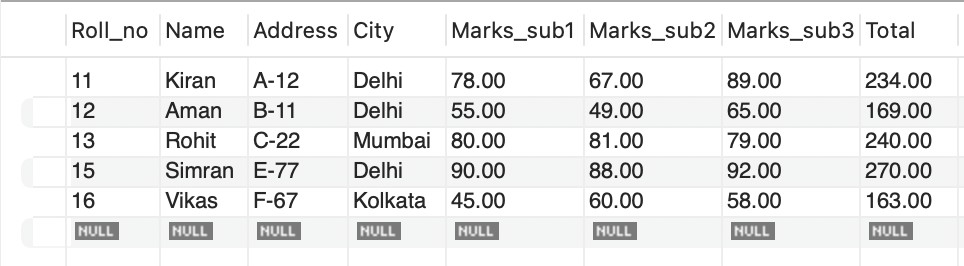 Roll_no Name Address City Marks_sub1 Marks_sub2 Marks_sub3 Total
11 Kiran A-12 Delhi 78.00 67.00 89.00 234.00
12 Aman B-11 Delhi 55.00 49.00 65.00 169.00
13 Rohit C-22 Mumbai 80.00 81.00 79.00 240.00
15 Simran E-77 Delhi 90.00 88.00 92.00 270.00
16 Vikas F-67 Kolkata 45.00 60.00 58.00 163.00
NULL NULL NULL NULL NULL NULL NULL NULL